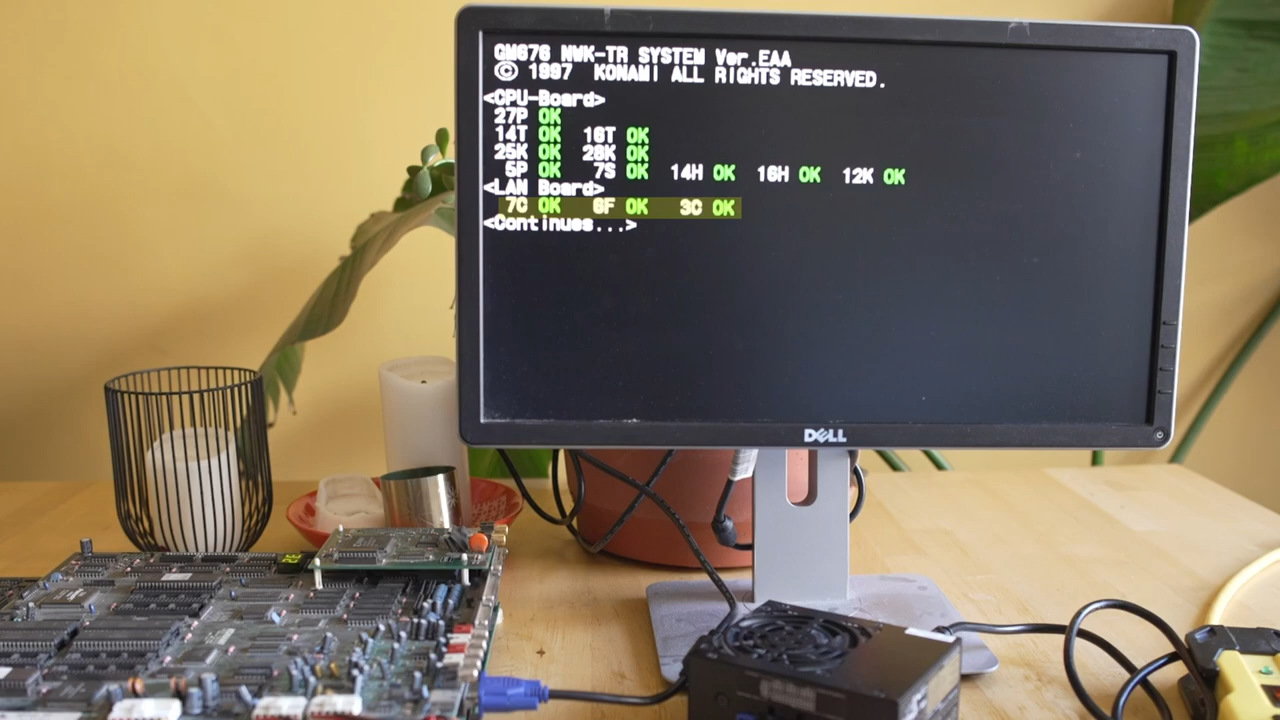 GM676 NWK-TR SYSTEM Ver.EAA
© 1997 KONAMI ALL RIGHTS RESERVED.
<CPU-Board>
27P OK
14T OK 16T OK
25K OK 28K OK
5P OK 7S OK 14H OK 16H OK 12K OK
<LAN Board>
7C OK 6F OK 3C OK
<Continues...>
DELL